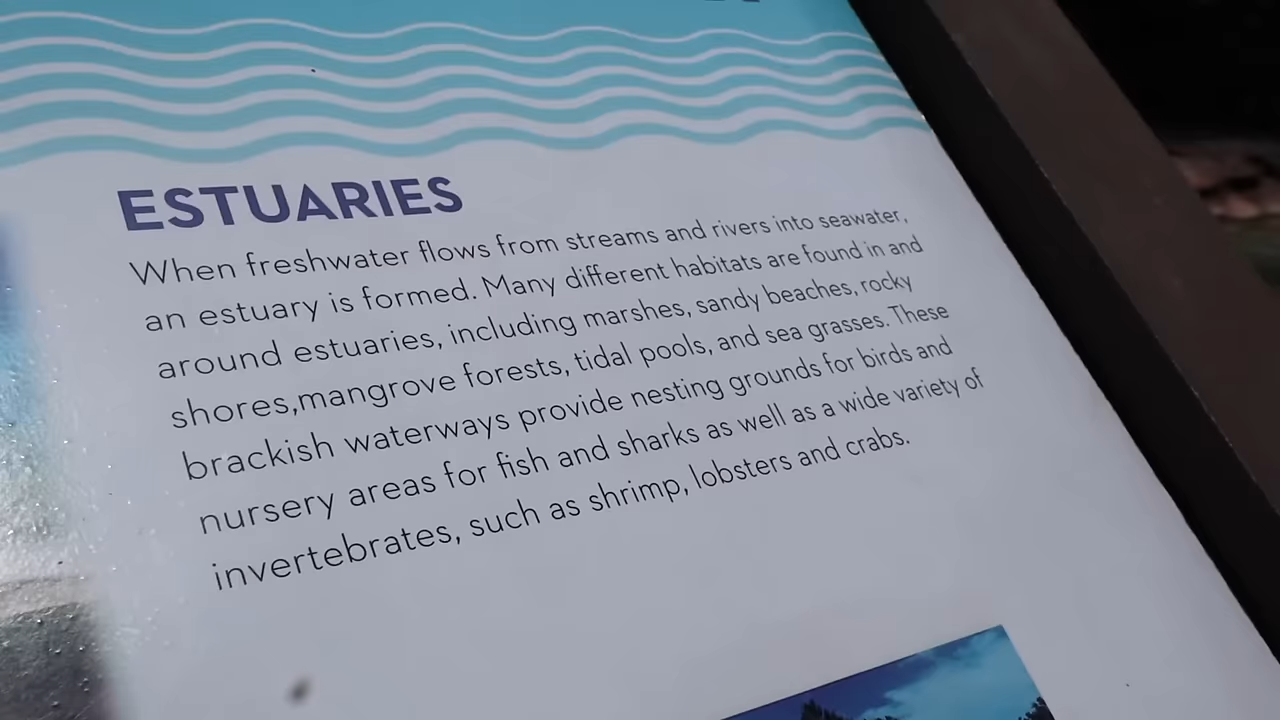 ESTUARIES
When freshwater flows from streams and rivers into seawater,
an estuary is formed. Many different habitats are found in and
around estuaries, including marshes, sandy beaches, rocky
shores,mangrove forests, tidal pools, and sea grasses. These
brackish waterways provide nesting grounds for birds and
nursery areas for fish and sharks as well as a wide variety of
invertebrates, such as shrimp, lobsters and crabs.